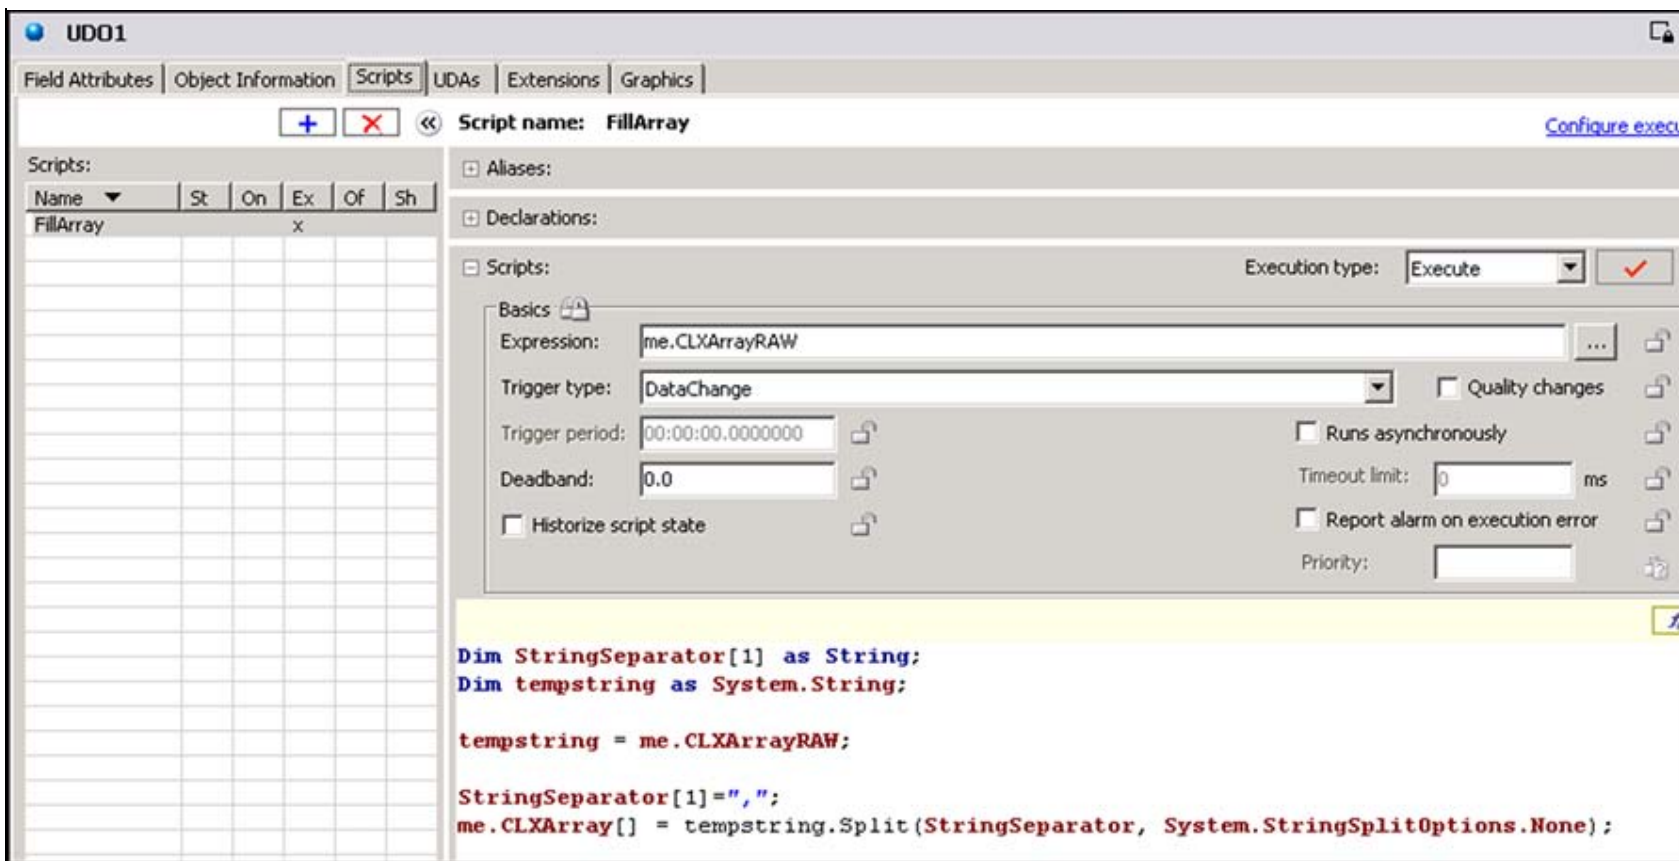 UDO1
Field Attributes Object Information Scripts UDAs Extensions Graphics
Script name: FillArray
Configure execu
Scripts:
Name St On Ex Of Sh
FillArray x
Aliases:
Declarations:
Scripts: Execution type: Execute
Basics
Expression: me.CLXArrayRAW ...
Trigger type: DataChange Quality changes
Trigger period: 00:00:00.0000000 Runs asynchronously
Deadband: 0.0 Timeout limit: 0 ms
Historize script state Report alarm on execution error
Priority:
Dim StringSeparator[1] as String;
Dim tempstring as System.String;
tempstring = me.CLXArrayRAW;
StringSeparator[1]=",";
me.CLXArray[] = tempstring.Split(StringSeparator, System.StringSplitOptions.None);